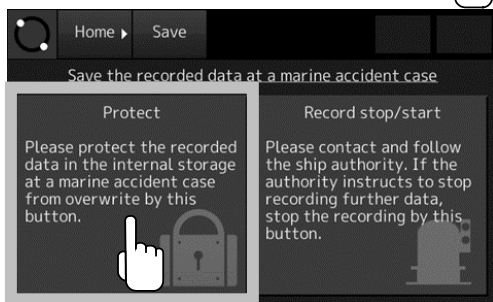 Home
Save
Save the recorded data at a marine accident case
Protect
Please protect the recorded
data in the internal storage
at a marine accident case
from overwrite by this
button.
Record stop/start
Please contact and follow
the ship authority. If the
authority instructs to stop
recording further data,
stop the recording by this
button.